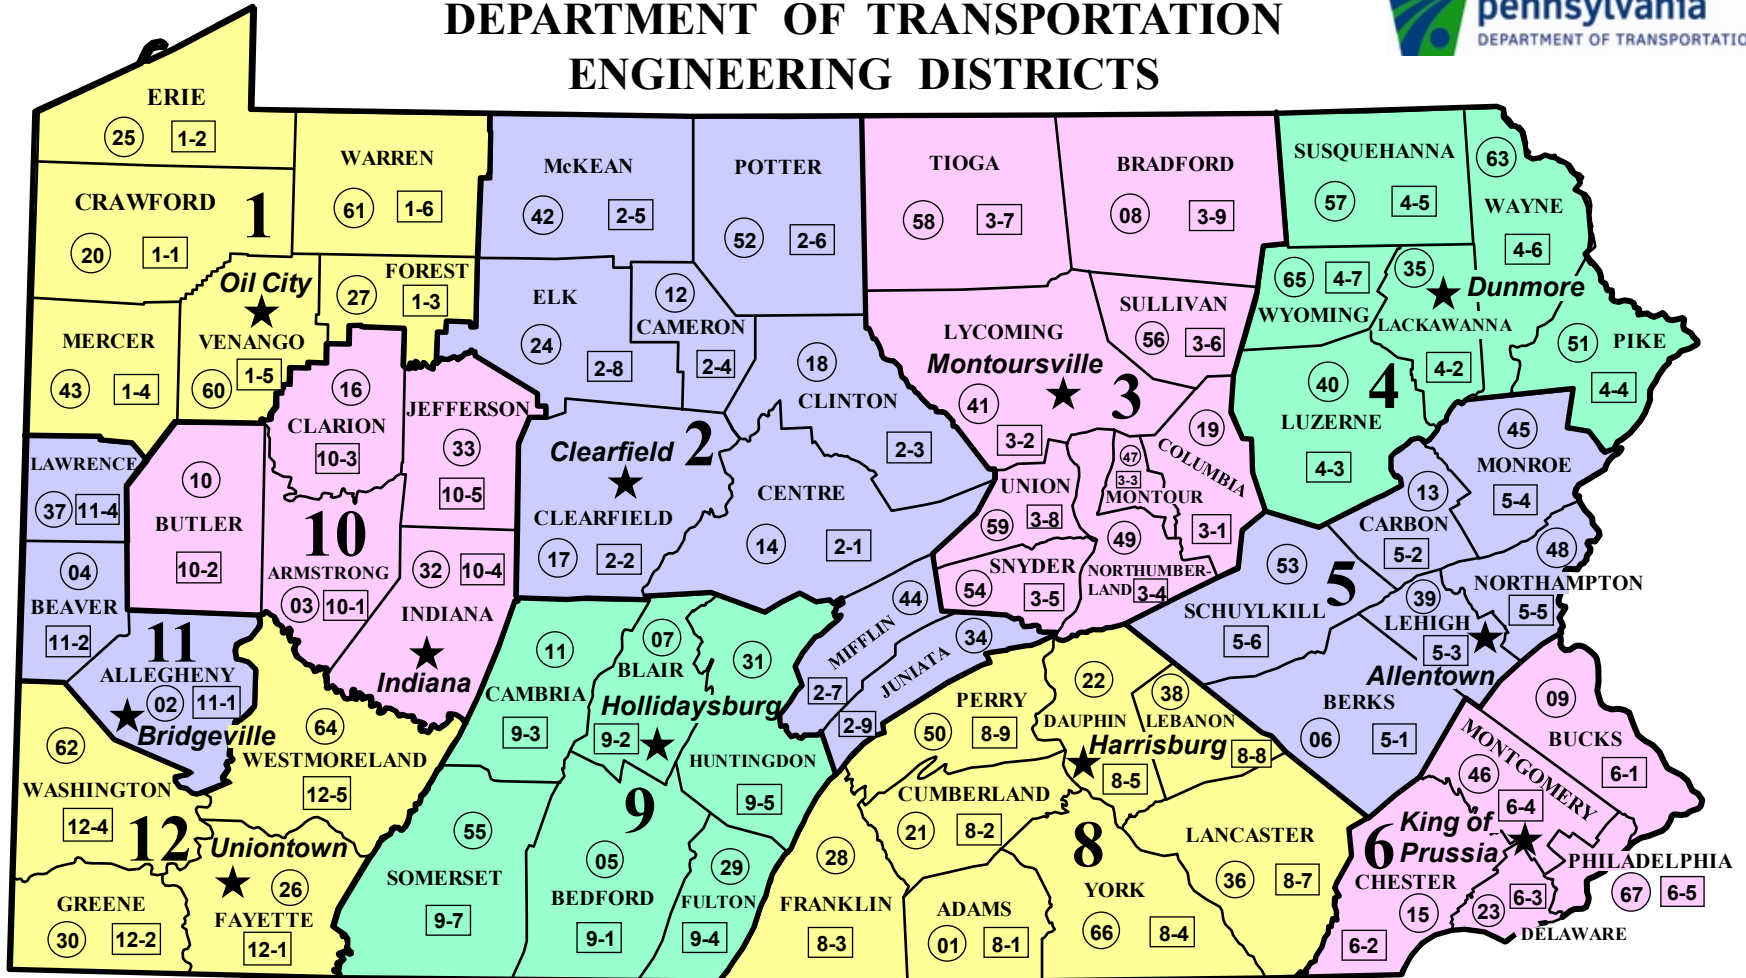 DEPARTMENT OF TRANSPORTATION
ENGINEERING DISTRICTS
pennsylvania
DEPARTMENT OF TRANSPORTATIO
ERIE
25 1-2
CRAWFORD
20 1-1
1
WARREN
61 1-6
Oil City
FOREST
27 1-3
MERCER
43 1-4
VENANGO
60 1-5
McKEAN
42 2-5
POTTER
52 2-6
ELK
24 2-8
12
CAMERON
2-4
18
CLINTON
2-3
Clearfield
2
CLEARFIELD
17 2-2
CENTRE
14 2-1
44
MIFFLIN
2-7
34
JUNIATA
2-9
TIOGA
58 3-7
BRADFORD
08 3-9
LYCOMING
Montoursville
41 3-2
3
SULLIVAN
56 3-6
19
COLUMBIA
3-1
47
3-3
MONTOUR
UNION
59 3-8
SNYDER
54 3-5
49
NORTHUMBER-
LAND 3-4
SUSQUEHANNA
57 4-5
63
WAYNE
4-6
65 4-7
WYOMING
35
Dunmore
LACKAWANNA
4-2
51 PIKE
4-4
40 4
LUZERNE
4-3
45
MONROE
5-4
13
CARBON
5-2
48
NORTHAMPTON
5-5
53 5
SCHUYLKILL
5-6
39
LEHIGH
5-3
Allentown
BERKS
06 5-1
09
BUCKS
6-1
MONTGOMERY
46 6-4
King of
Prussia
6
CHESTER
15
6-2
PHILADELPHIA
67 6-5
23 6-3
DELAWARE
PERRY
50 8-9
22
DAUPHIN
Harrisburg
8-5
38
LEBANON
8-8
CUMBERLAND
21 8-2
8
LANCASTER
36 8-7
28
FRANKLIN
8-3
ADAMS
01 8-1
YORK
66 8-4
11
CAMBRIA
9-3
07
BLAIR
Hollidaysburg
9-2
31
HUNTINGDON
9-5
9
55
SOMERSET
9-7
05
BEDFORD
9-1
29
FULTON
9-4
16
CLARION
10-3
JEFFERSON
33
10-5
10
BUTLER
10-2
10
ARMSTRONG
03 10-1
32 10-4
INDIANA
Indiana
LAWRENCE
37 11-4
04
BEAVER
11-2
11
ALLEGHENY
02 11-1
Bridgeville
62
WASHINGTON
12-4
64
WESTMORELAND
12-5
12
Uniontown
GREENE
30 12-2
26
FAYETTE
12-1